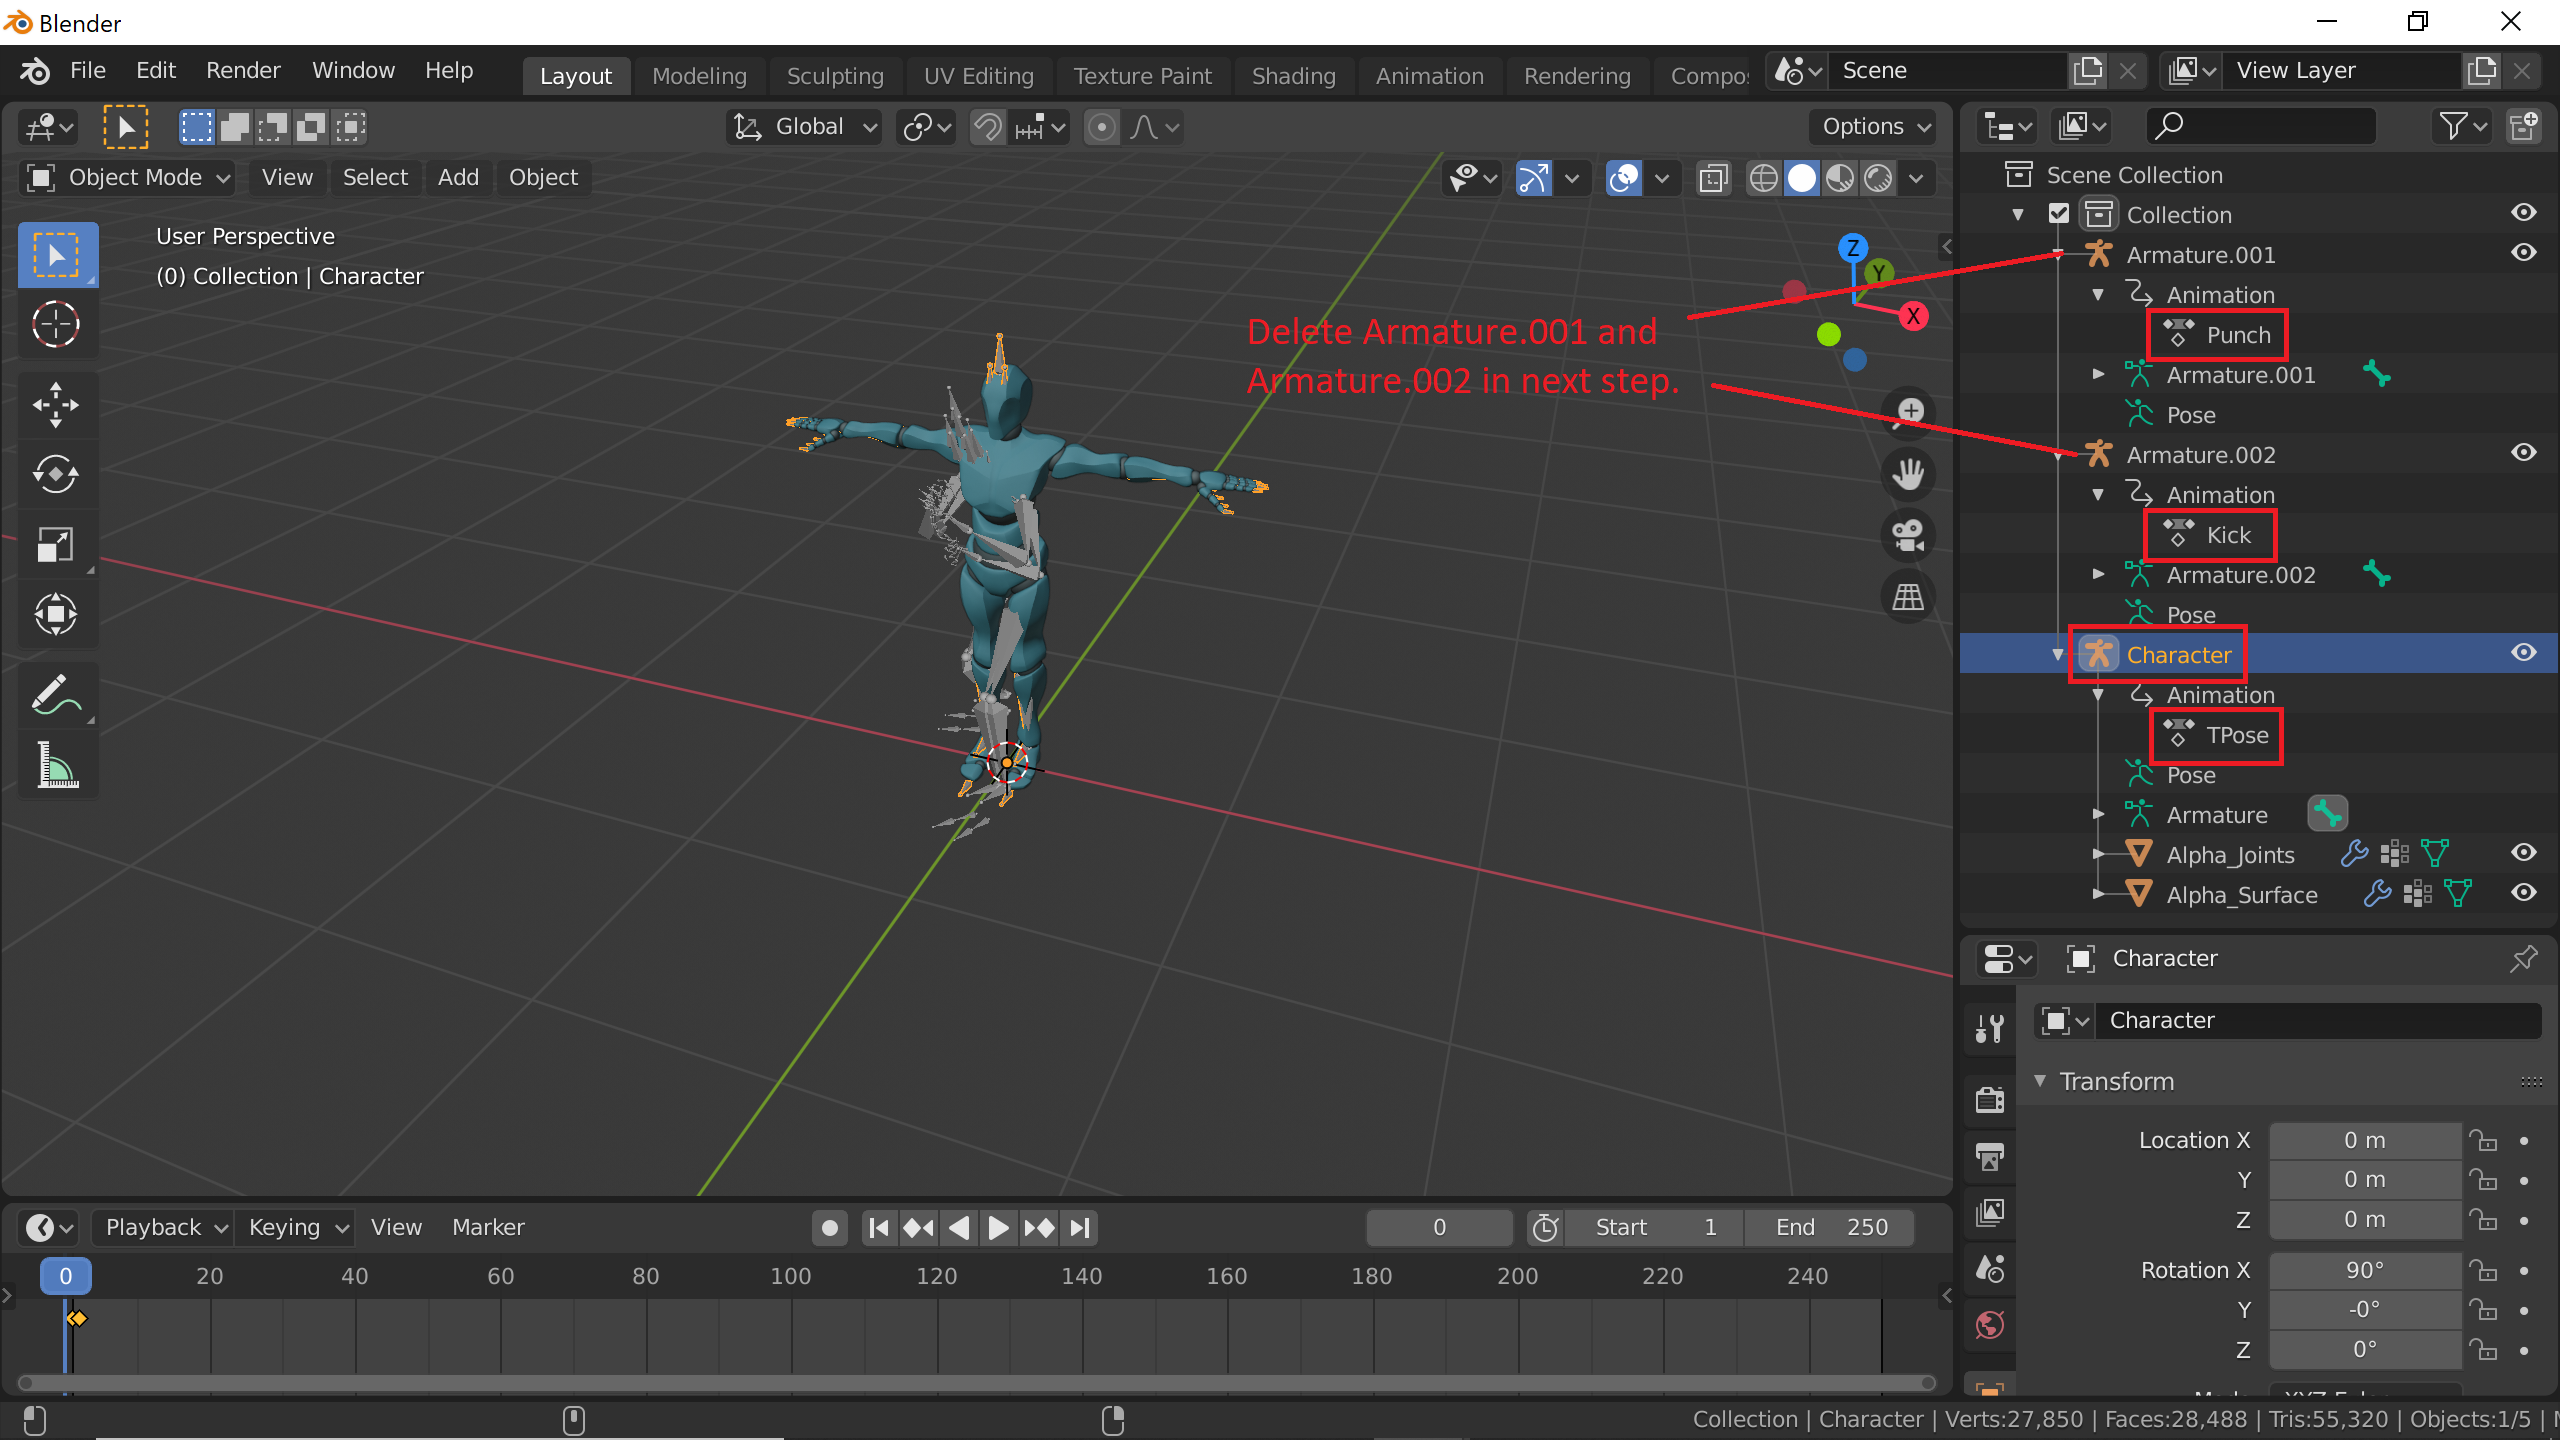 Blender
File Edit Render Window Help Layout Modeling Sculpting UV Editing Texture Paint Shading Animation Rendering Scene View Layer
Global Options
Object Mode View Select Add Object
User Perspective
(0) Collection | Character
Z
Y
X
Delete Armature.001 and
Armature.002 in next step.
Scene Collection
Collection
Armature.001
Animation
Punch
Armature.001
Pose
Armature.002
Animation
Kick
Armature.002
Pose
Character
Animation
TPose
Pose
Armature
Alpha_Joints
Alpha_Surface
Character
Character
Transform
Location X 0 m
Y 0 m
Z 0 m
Rotation X 90°
Y -0°
Z 0°
Playback Keying View Marker 0 Start 1 End 250
0 20 40 60 80 100 120 140 160 180 200 220 240
Collection | Character | Verts:27,850 | Faces:28,488 | Tris:55,320 | Objects:1/5 |